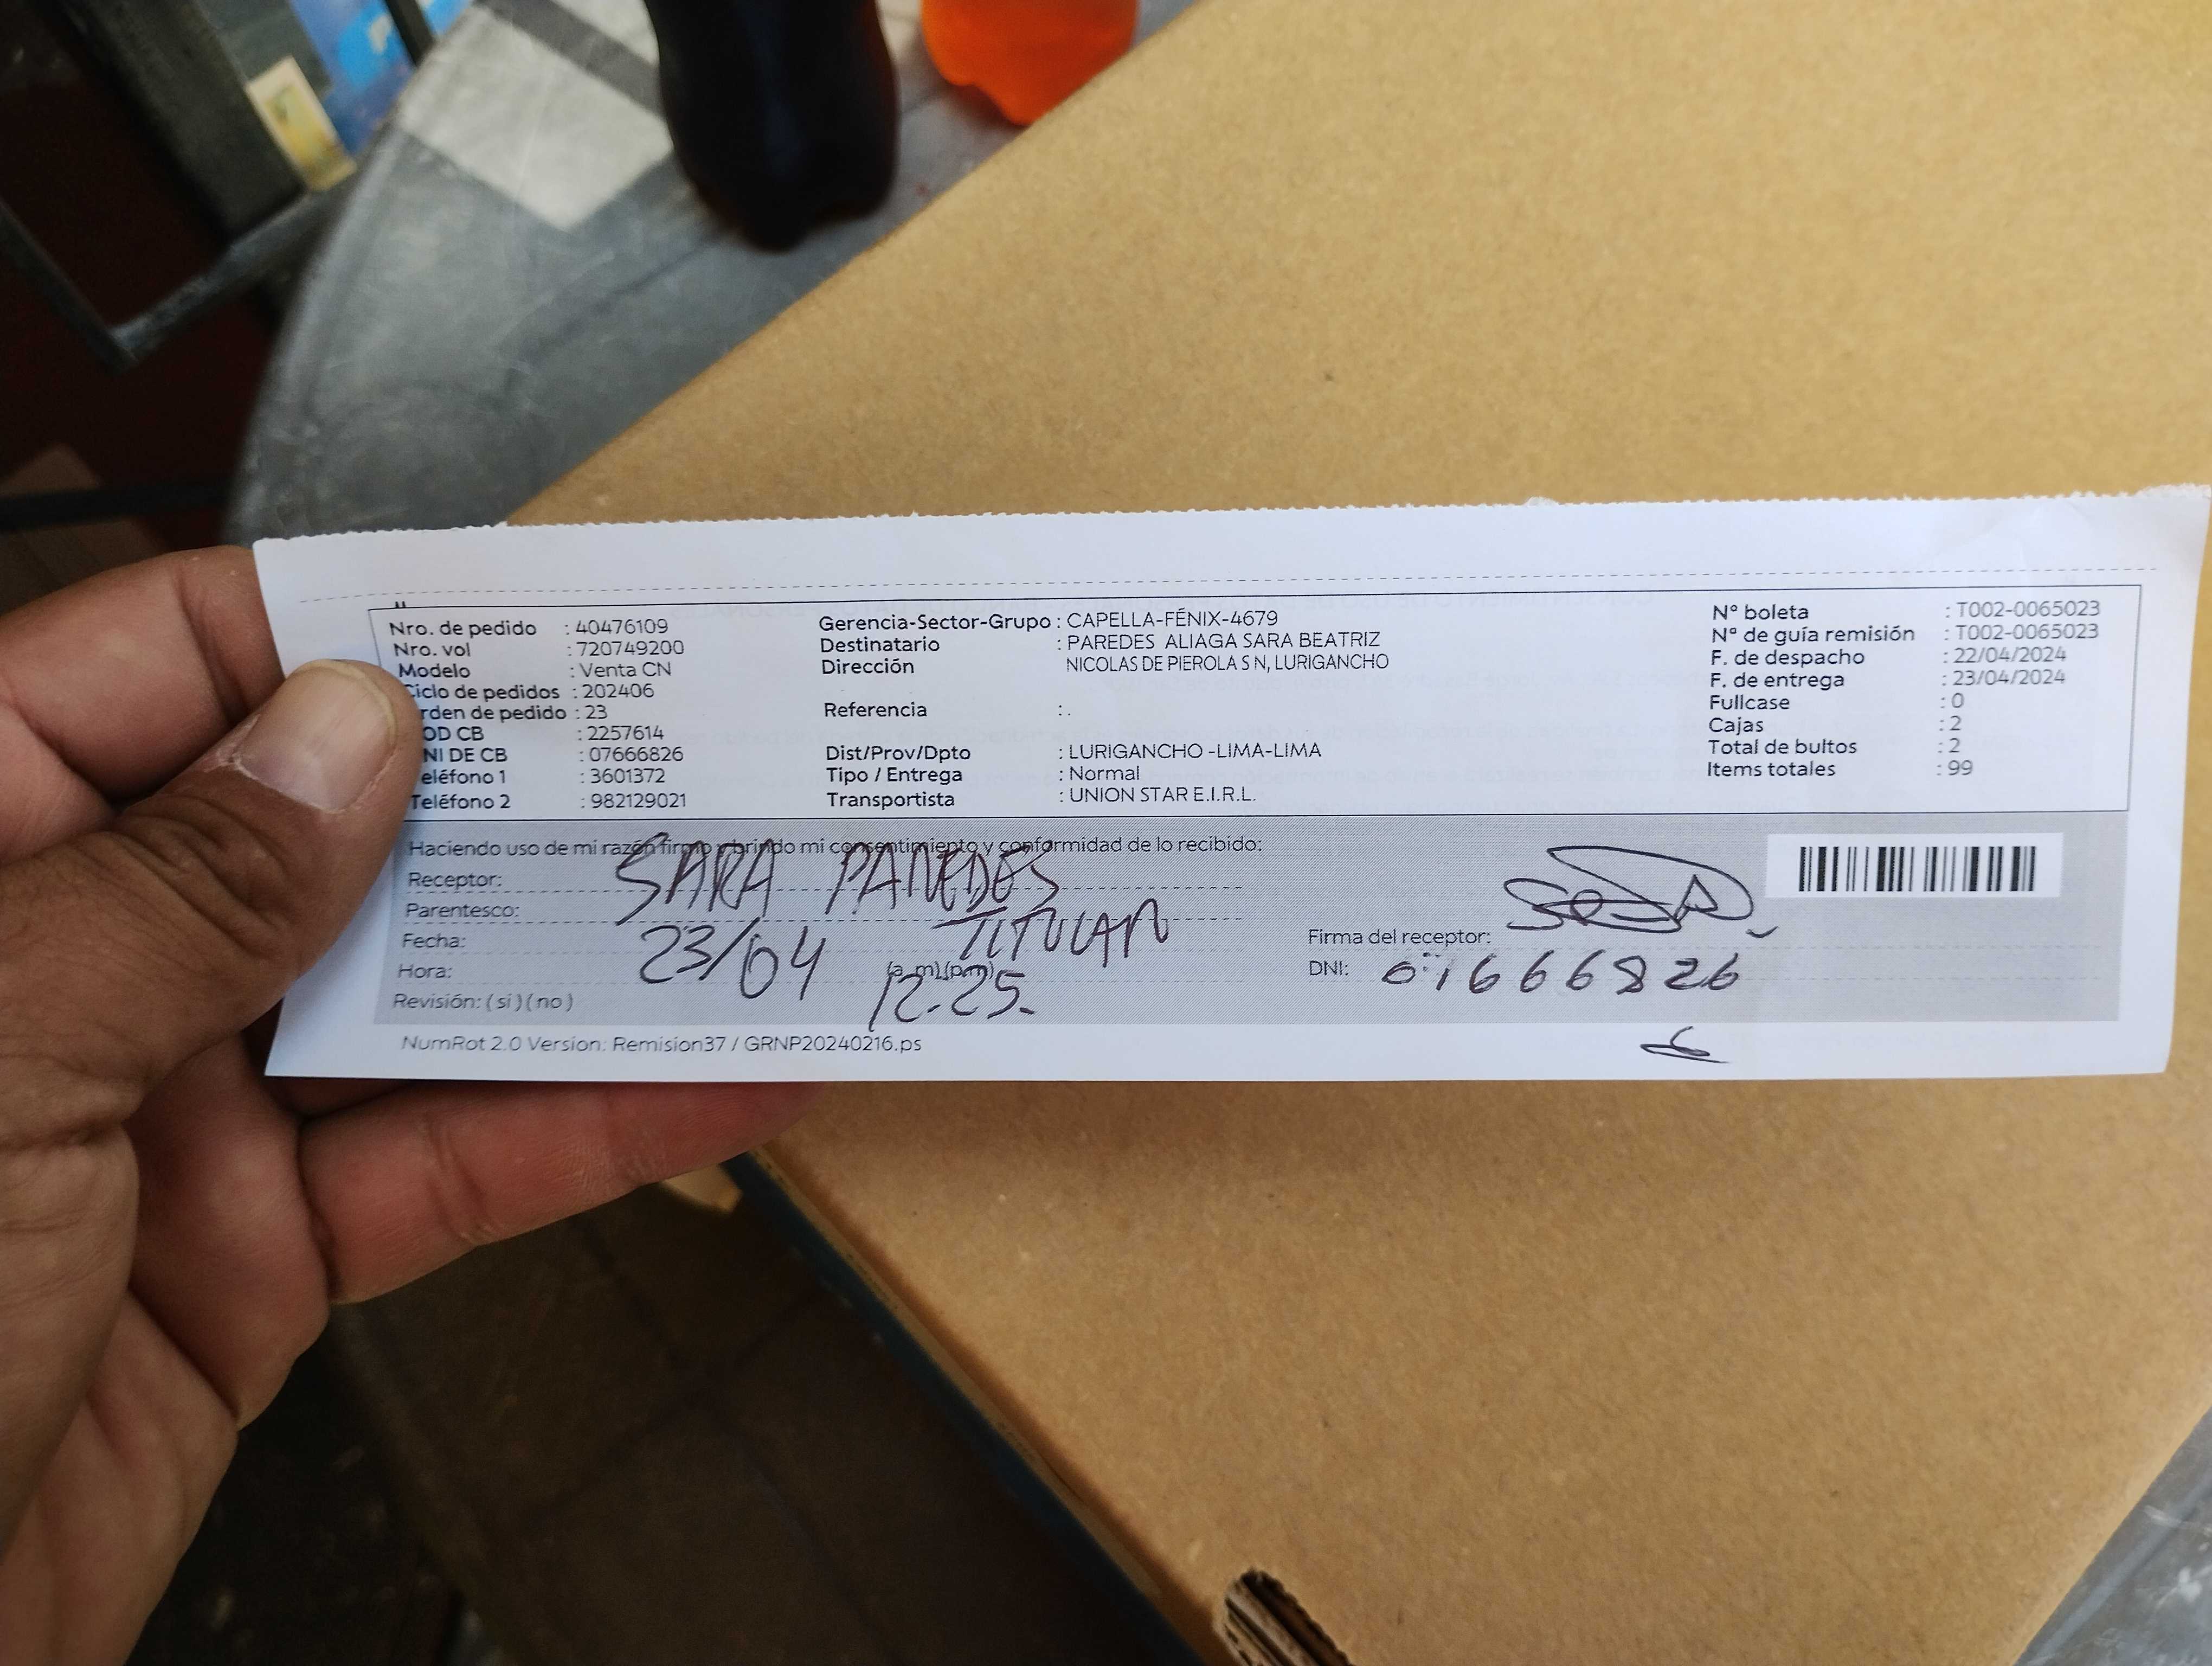 Nro. de pedido : 40476109
Nro. vol : 720749200
Modelo : Venta CN
Ciclo de pedidos : 202406
rden de pedido : 23
OD CB : 2257614
NI DE CB : 07666826
eléfono 1 : 3601372
Teléfono 2 : 982129021
Gerencia-Sector-Grupo : CAPELLA-FÉNIX-4679
Destinatario : PAREDES ALIAGA SARA BEATRIZ
Dirección NICOLAS DE PIEROLA S N, LURIGANCHO
Referencia : .
Dist/Prov/Dpto : LURIGANCHO -LIMA-LIMA
Tipo / Entrega : Normal
Transportista : UNION STAR E.I.R.L.
N° boleta : T002-0065023
N° de guía remisión : T002-0065023
F. de despacho : 22/04/2024
F. de entrega : 23/04/2024
Fullcase : 0
Cajas : 2
Total de bultos : 2
Items totales : 99
Haciendo uso de mi razón firmo y brindo mi consentimiento y conformidad de lo recibido:
Receptor: SARA PAREDES
Parentesco: TITULAR
Fecha: 23/04
Hora: (a.m)(pm) 12.25.
Revisión: ( si ) ( no )
Firma del receptor:
DNI: 07666826
NumRot 2.0 Version: Remision37 / GRNP20240216.ps